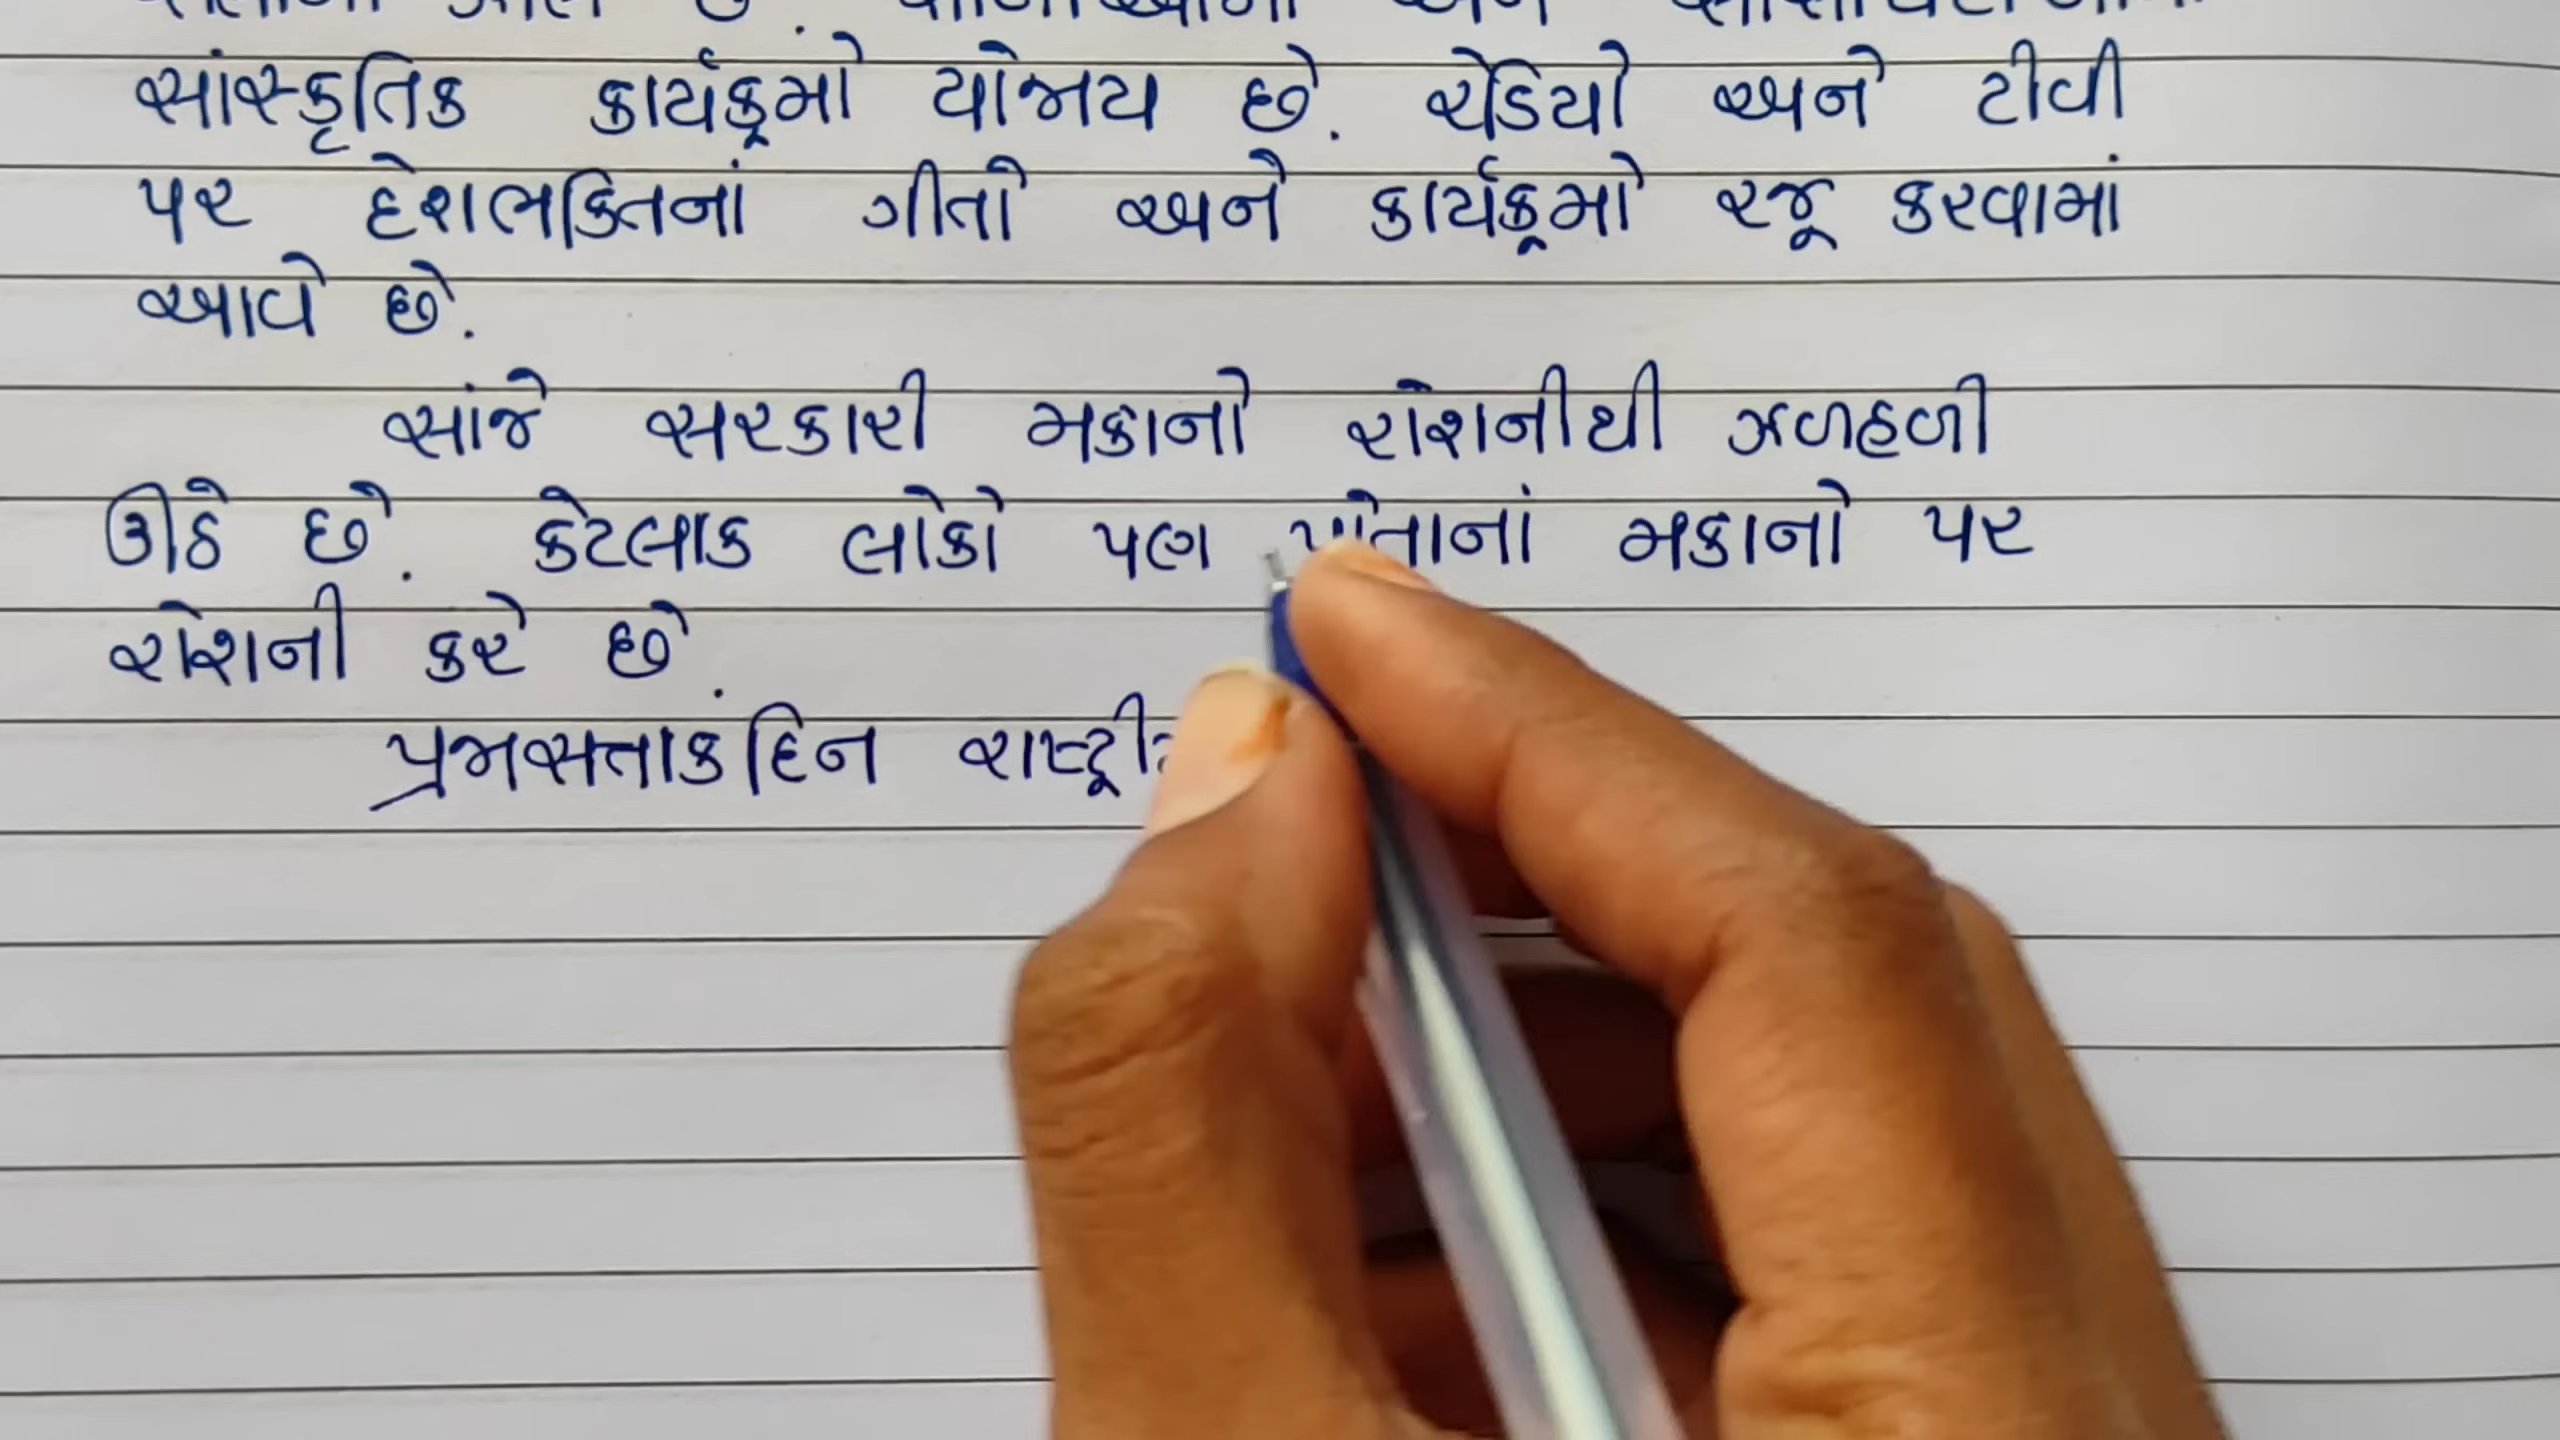 સાંસ્કૃતિક કાર્યક્રમો યોજાય છે. રેડિયો અને ટીવી
પર દેશભક્તિનાં ગીતો અને કાર્યક્રમો રજૂ કરવામાં
આવે છે.
સાંજે સરકારી મકાનો રોશનીથી ઝળહળી
ઊઠે છે. કેટલાક લોકો પણ પોતાનાં મકાનો પર
રોશની કરે છે.
પ્રજાસત્તાકદિન